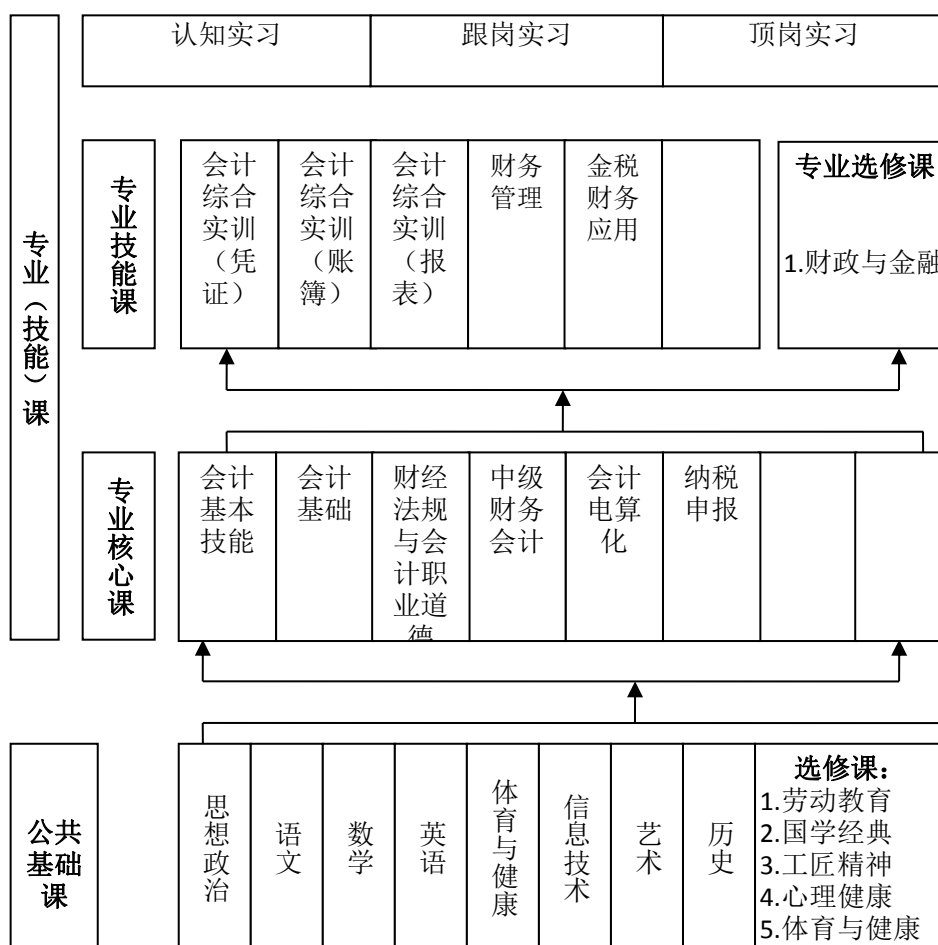 认知实习
跟岗实习
顶岗实习
专业（技能）课
专业技能课
会计
综合
实训
（凭
证）
会计
综合
实训
（账
簿）
会计
综合
实训
（报
表）
财务
管理
金税
财务
应用
专业选修课
1.财政与金融
专业核心课
会计
基本
技能
会计
基础
财经
法规
与会
计职
业道
德
中级
财务
会计
会计
电算
化
纳税
申报
公共
基础
课
思想政治
语文
数学
英语
体育与健康
信息技术
艺术
历史
选修课：
1.劳动教育
2.国学经典
3.工匠精神
4.心理健康
5.体育与健康